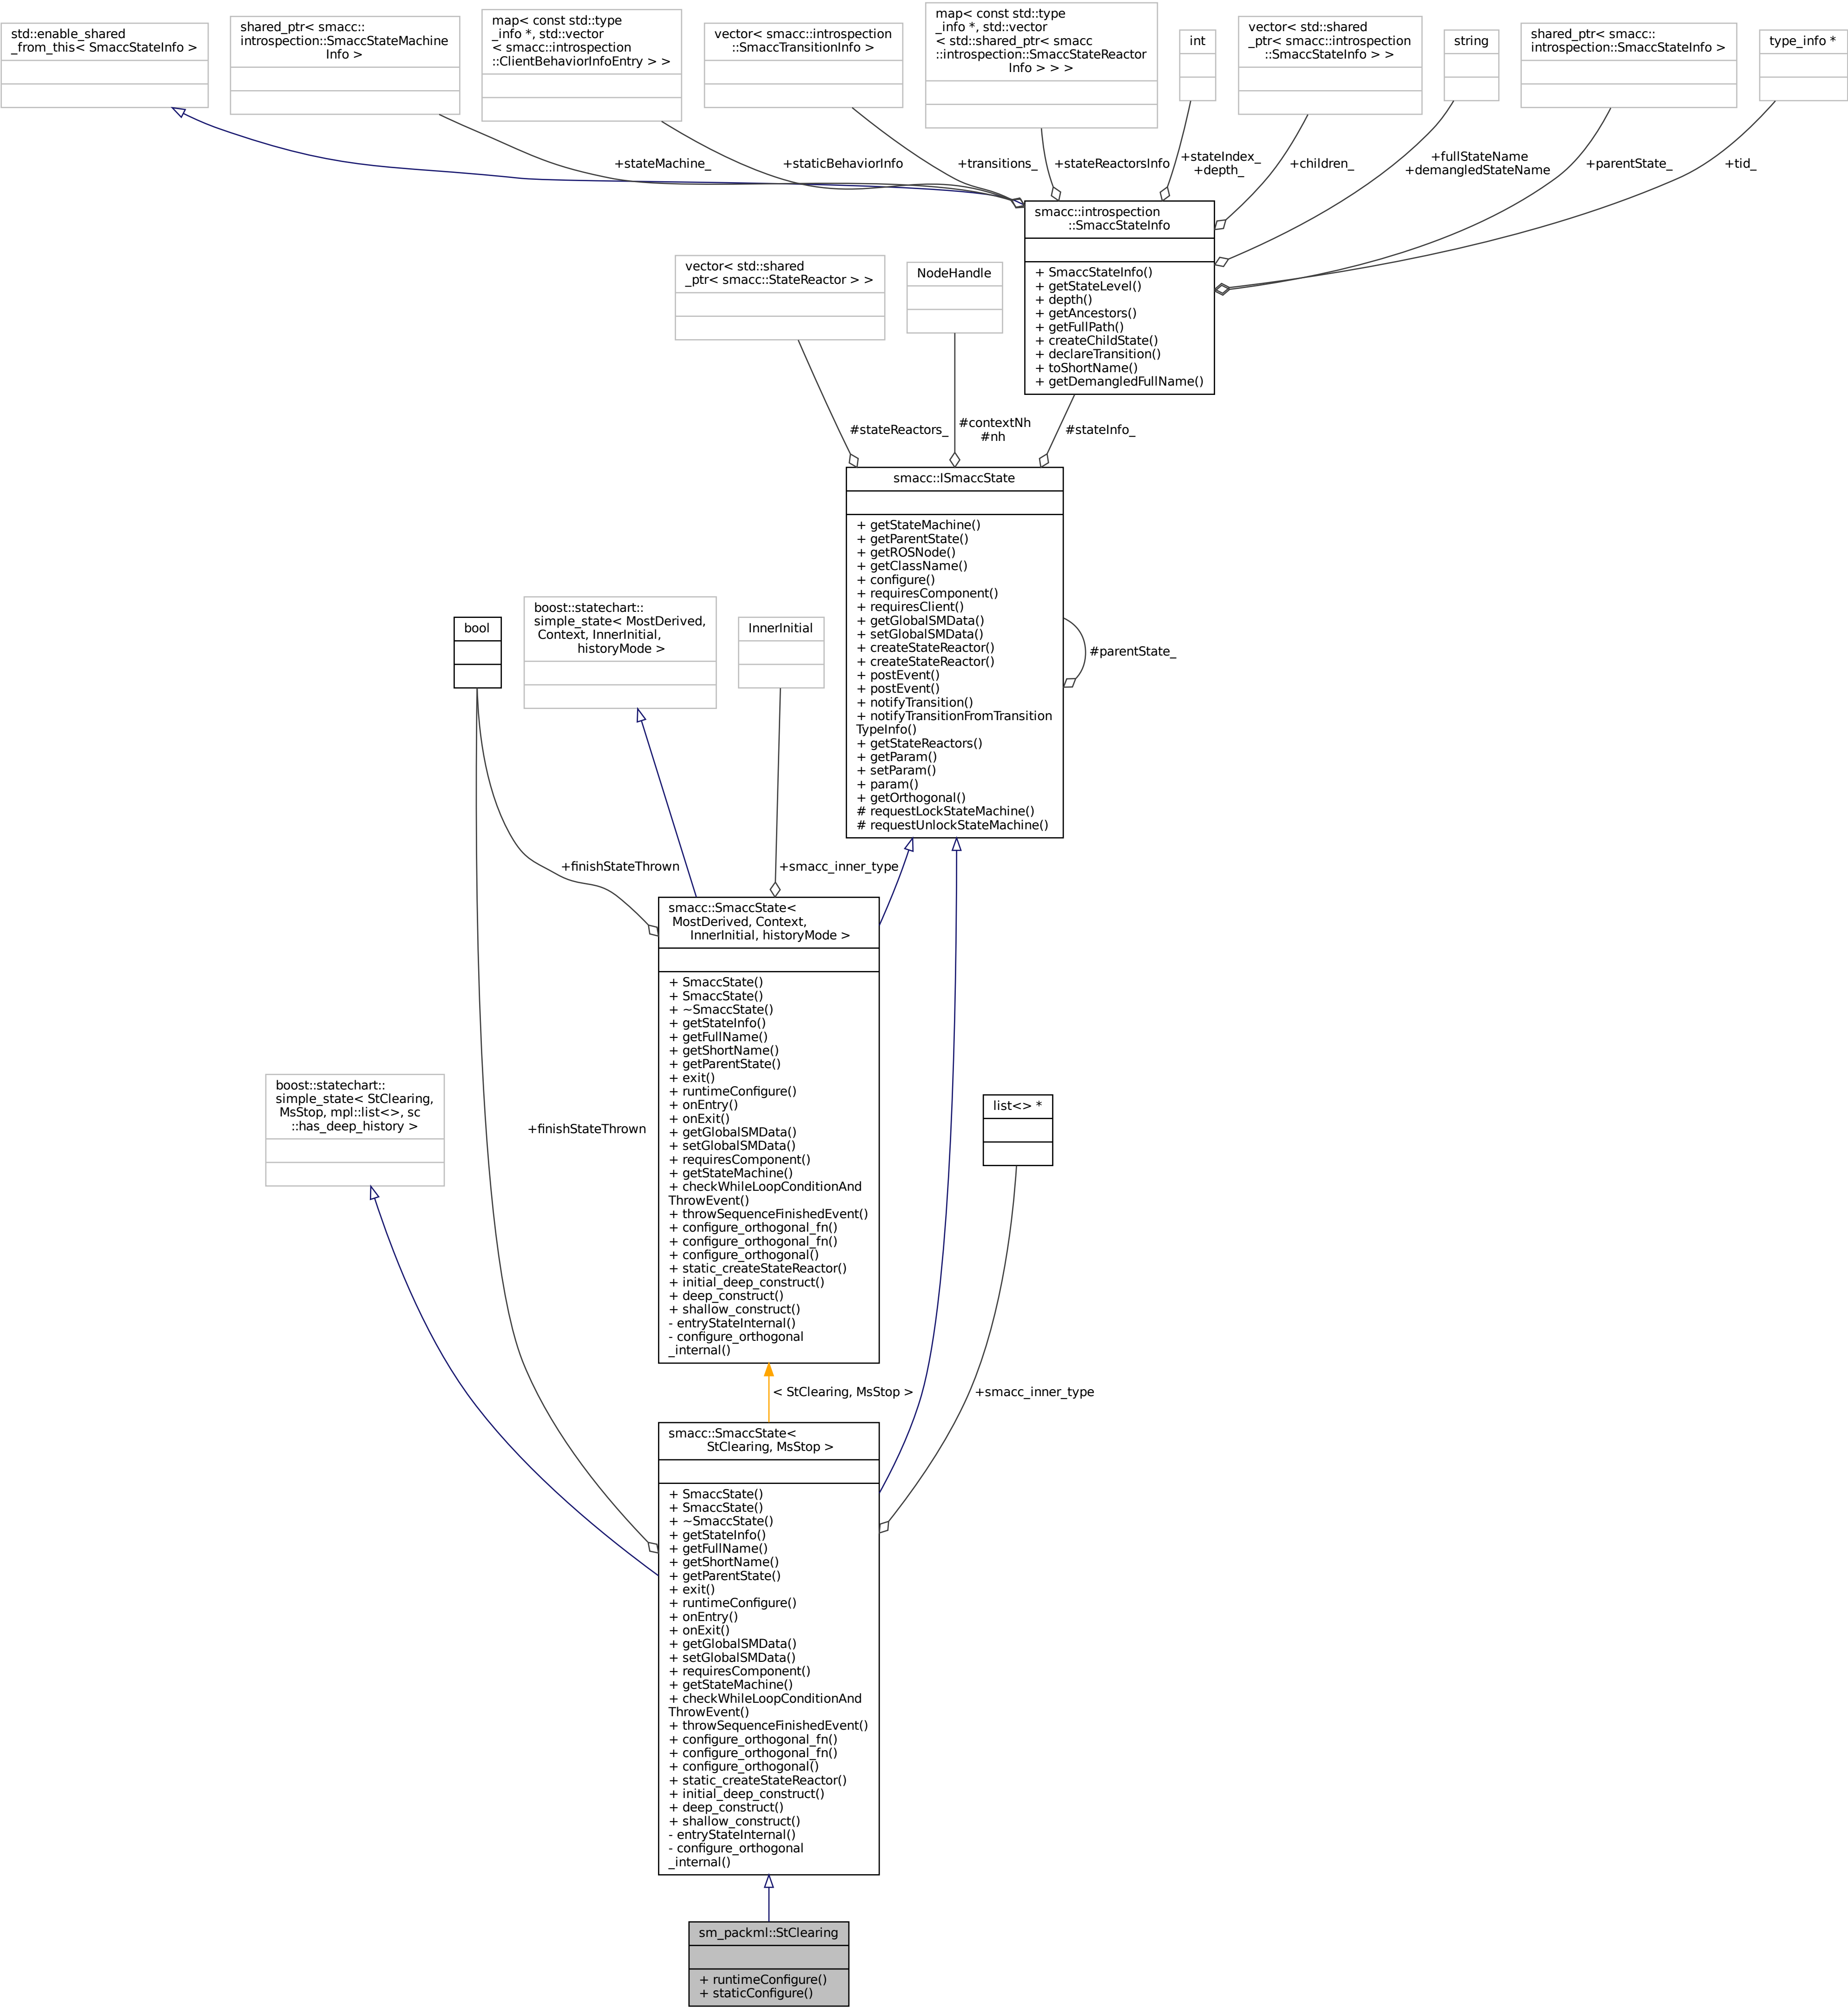 std::enable_shared
_from_this< SmaccStateInfo >
shared_ptr< smacc::
introspection::SmaccStateMachine
Info >
map< const std::type
_info *, std::vector
< smacc::introspection
::ClientBehaviorInfoEntry > >
vector< smacc::introspection
::SmaccTransitionInfo >
map< const std::type
_info *, std::vector
< std::shared_ptr< smacc
::introspection::SmaccStateReactor
Info > > >
int
vector< std::shared
_ptr< smacc::introspection
::SmaccStateInfo > >
string
shared_ptr< smacc::
introspection::SmaccStateInfo >
type_info *
+stateMachine_
+staticBehaviorInfo
+transitions_
+stateReactorsInfo
+stateIndex_
+depth_
+children_
+fullStateName
+demangledStateName
+parentState_
+tid_
smacc::introspection
::SmaccStateInfo
+ SmaccStateInfo()
+ getStateLevel()
+ depth()
+ getAncestors()
+ getFullPath()
+ createChildState()
+ declareTransition()
+ toShortName()
+ getDemangledFullName()
vector< std::shared
_ptr< smacc::StateReactor > >
NodeHandle
#stateReactors_
#contextNh
#nh
#stateInfo_
smacc::ISmaccState
+ getStateMachine()
+ getParentState()
+ getROSNode()
+ getClassName()
+ configure()
+ requiresComponent()
+ requiresClient()
+ getGlobalSMData()
+ setGlobalSMData()
+ createStateReactor()
+ createStateReactor()
+ postEvent()
+ postEvent()
+ notifyTransition()
+ notifyTransitionFromTransition
TypeInfo()
+ getStateReactors()
+ getParam()
+ setParam()
+ param()
+ getOrthogonal()
# requestLockStateMachine()
# requestUnlockStateMachine()
#parentState_
bool
boost::statechart::
simple_state< MostDerived,
Context, InnerInitial,
historyMode >
InnerInitial
+finishStateThrown
+smacc_inner_type
smacc::SmaccState<
MostDerived, Context,
InnerInitial, historyMode >
+ SmaccState()
+ SmaccState()
+ ~SmaccState()
+ getStateInfo()
+ getFullName()
+ getShortName()
+ getParentState()
+ exit()
+ runtimeConfigure()
+ onEntry()
+ onExit()
+ getGlobalSMData()
+ setGlobalSMData()
+ requiresComponent()
+ getStateMachine()
+ checkWhileLoopConditionAnd
ThrowEvent()
+ throwSequenceFinishedEvent()
+ configure_orthogonal_fn()
+ configure_orthogonal_fn()
+ configure_orthogonal()
+ static_createStateReactor()
+ initial_deep_construct()
+ deep_construct()
+ shallow_construct()
- entryStateInternal()
- configure_orthogonal
_internal()
boost::statechart::
simple_state< StClearing,
MsStop, mpl::list<>, sc
::has_deep_history >
+finishStateThrown
list<> *
< StClearing, MsStop >
+smacc_inner_type
smacc::SmaccState<
StClearing, MsStop >
+ SmaccState()
+ SmaccState()
+ ~SmaccState()
+ getStateInfo()
+ getFullName()
+ getShortName()
+ getParentState()
+ exit()
+ runtimeConfigure()
+ onEntry()
+ onExit()
+ getGlobalSMData()
+ setGlobalSMData()
+ requiresComponent()
+ getStateMachine()
+ checkWhileLoopConditionAnd
ThrowEvent()
+ throwSequenceFinishedEvent()
+ configure_orthogonal_fn()
+ configure_orthogonal_fn()
+ configure_orthogonal()
+ static_createStateReactor()
+ initial_deep_construct()
+ deep_construct()
+ shallow_construct()
- entryStateInternal()
- configure_orthogonal
_internal()
sm_packml::StClearing
+ runtimeConfigure()
+ staticConfigure()